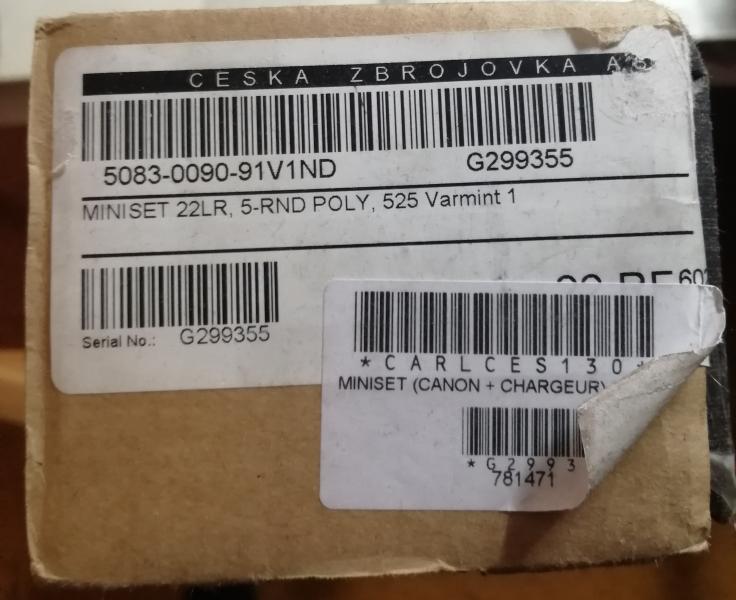 CESKA ZBROJOVKA
5083-0090-91V1ND G299355
MINISET 22LR, 5-RND POLY, 525 Varmint 1
Serial No.: G299355
*CARLCES130
MINISET (CANON + CHARGEUR)
*G2993
781471